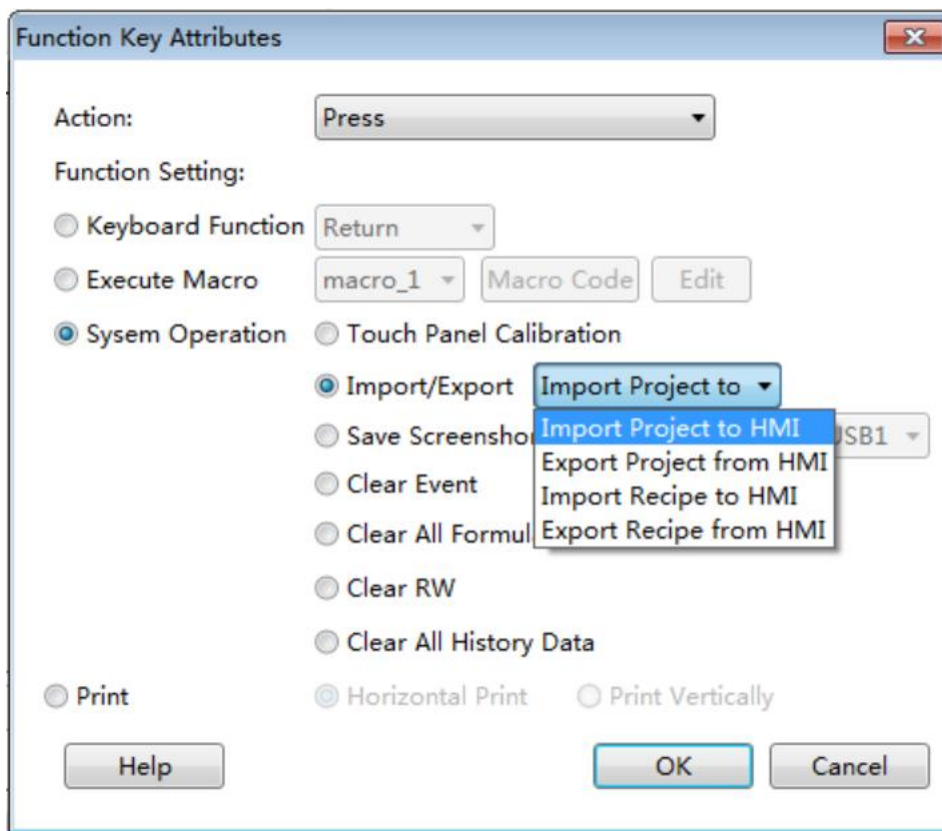 Function Key Attributes
Action: Press
Function Setting:
Keyboard Function Return
Execute Macro macro_1 Macro Code Edit
Sysem Operation Touch Panel Calibration
Import/Export Import Project to
Import Project to HMI
Save Screenshot SB1
Export Project from HMI
Clear Event
Import Recipe to HMI
Clear All Formul
Export Recipe from HMI
Clear RW
Clear All History Data
Print Horizontal Print Print Vertically
Help OK Cancel